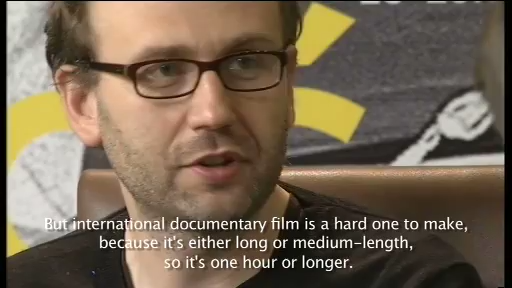 But international documentary film is a hard one to make,
because it's either long or medium-length,
so it's one hour or longer.